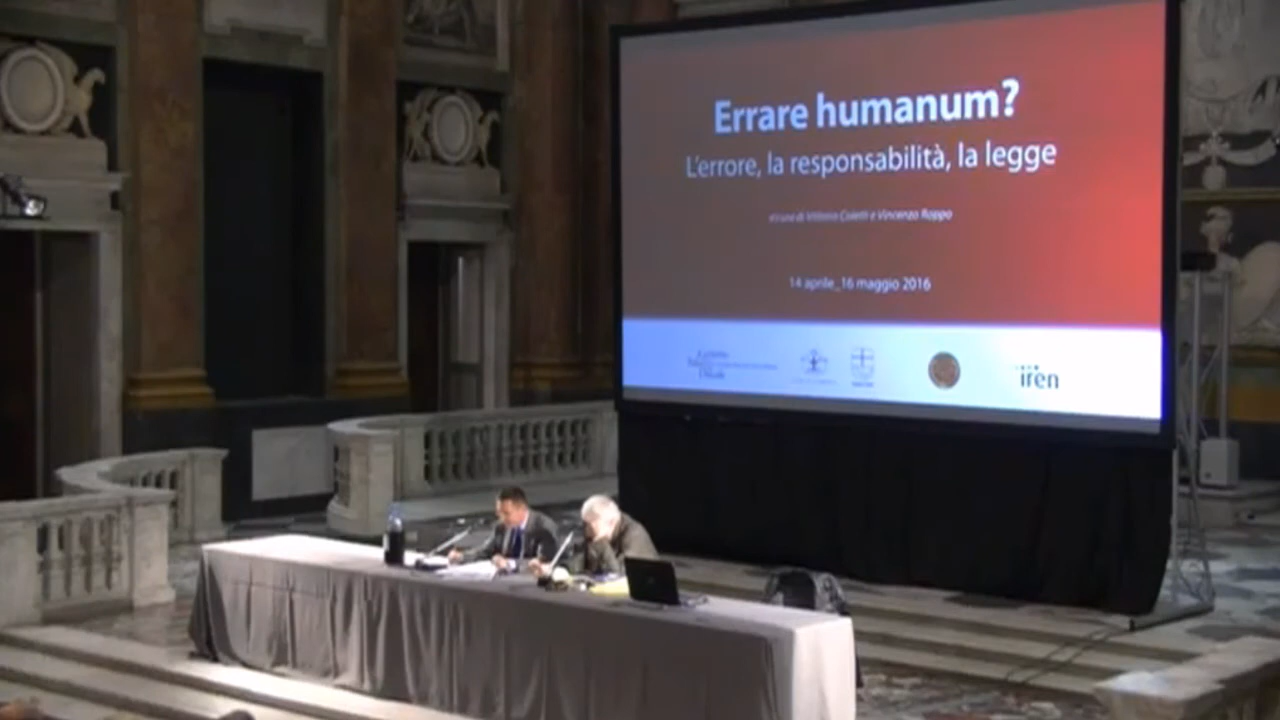 Errare humanum?
L'errore, la responsabilità, la legge
a cura di Vittorio Coletti e Vincenzo Roppo
14 aprile_16 maggio 2016
iren